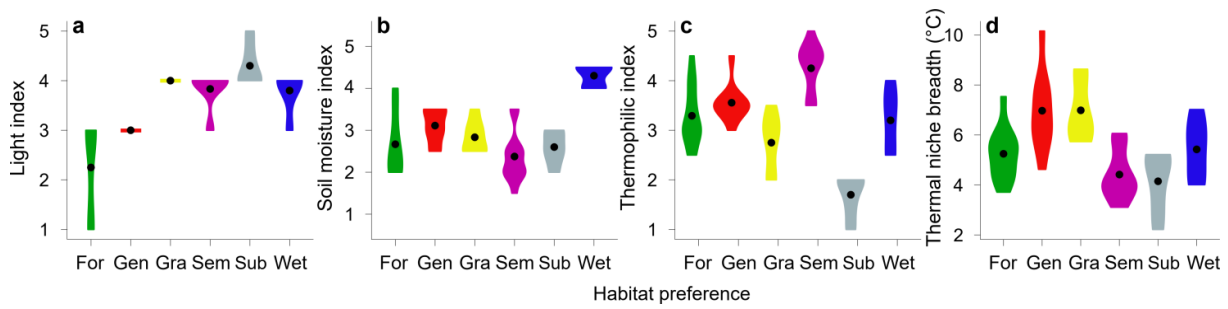 a
Light index
5
4
3
2
1
For Gen Gra Sem Sub Wet
b
Soil moisture index
5
4
3
2
1
For Gen Gra Sem Sub Wet
c
Thermophilic index
5
4
3
2
1
For Gen Gra Sem Sub Wet
d
Thermal niche breadth (°C)
10
8
6
4
2
For Gen Gra Sem Sub Wet
Habitat preference